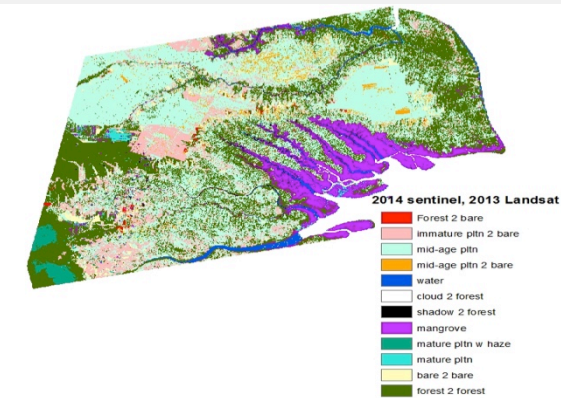 2014 sentinel, 2013 Landsat
Forest 2 bare
immature pltn 2 bare
mid-age pltn
mid-age pltn 2 bare
water
cloud 2 forest
shadow 2 forest
mangrove
mature pltn w haze
mature pltn
bare 2 bare
forest 2 forest